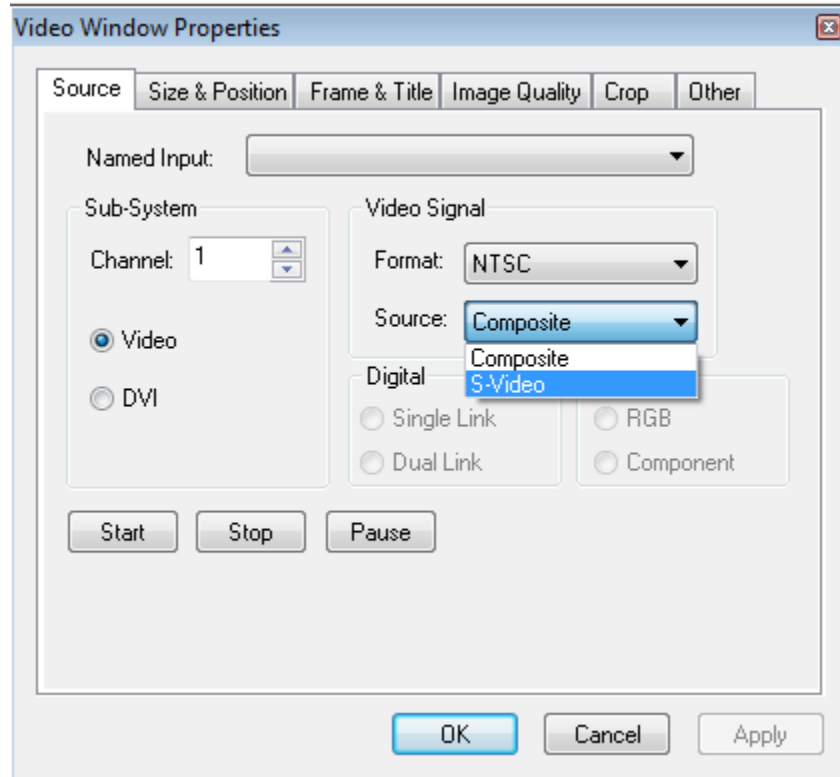 Video Window Properties
Source Size & Position Frame & Title Image Quality Crop Other
Named Input:
Sub-System
Channel: 1
Video
DVI
Video Signal
Format: NTSC
Source: Composite
Composite
S-Video
Digital
Single Link
Dual Link
RGB
Component
Start Stop Pause
OK Cancel Apply